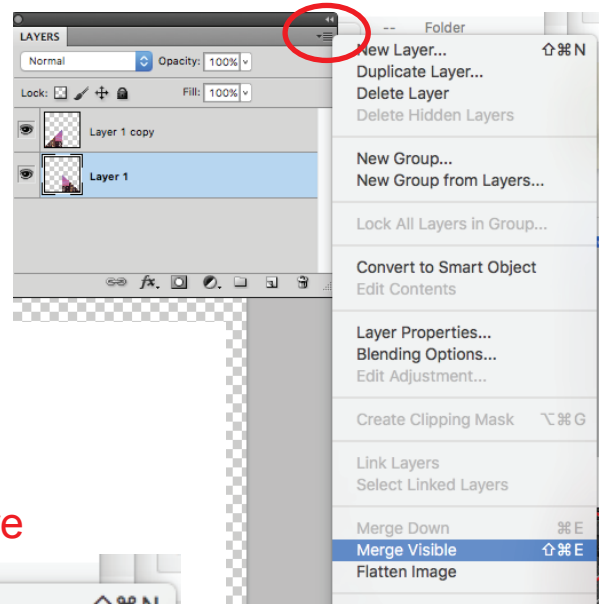 -- Folder
LAYERS
Normal Opacity: 100%
Lock: Fill: 100%
Layer 1 copy
Layer 1
fx.
New Layer... ⇧⌘N
Duplicate Layer...
Delete Layer
Delete Hidden Layers
New Group...
New Group from Layers...
Lock All Layers in Group...
Convert to Smart Object
Edit Contents
Layer Properties...
Blending Options...
Edit Adjustment...
Create Clipping Mask ⌥⌘G
Link Layers
Select Linked Layers
Merge Down ⌘E
Merge Visible ⇧⌘E
Flatten Image
e
⇧⌘N